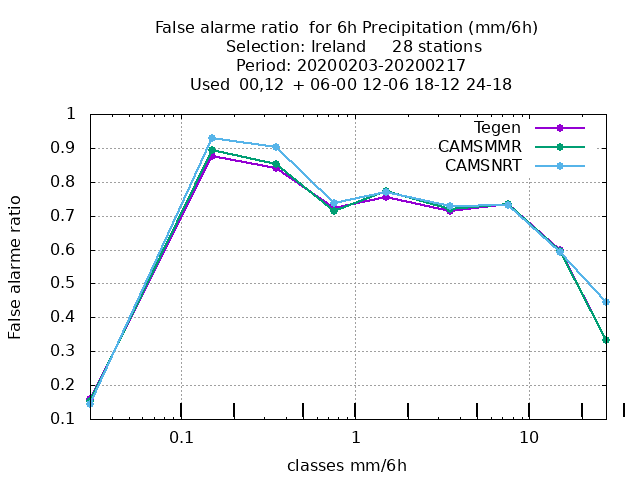 False alarme ratio  for 6h Precipitation (mm/6h)
Selection: Ireland     28 stations
Period: 20200203-20200217
Used  00,12  + 06-00 12-06 18-12 24-18
Tegen
CAMSMMR
CAMSNRT
False alarme ratio
1
0.9
0.8
0.7
0.6
0.5
0.4
0.3
0.2
0.1
0.1
1
10
classes mm/6h